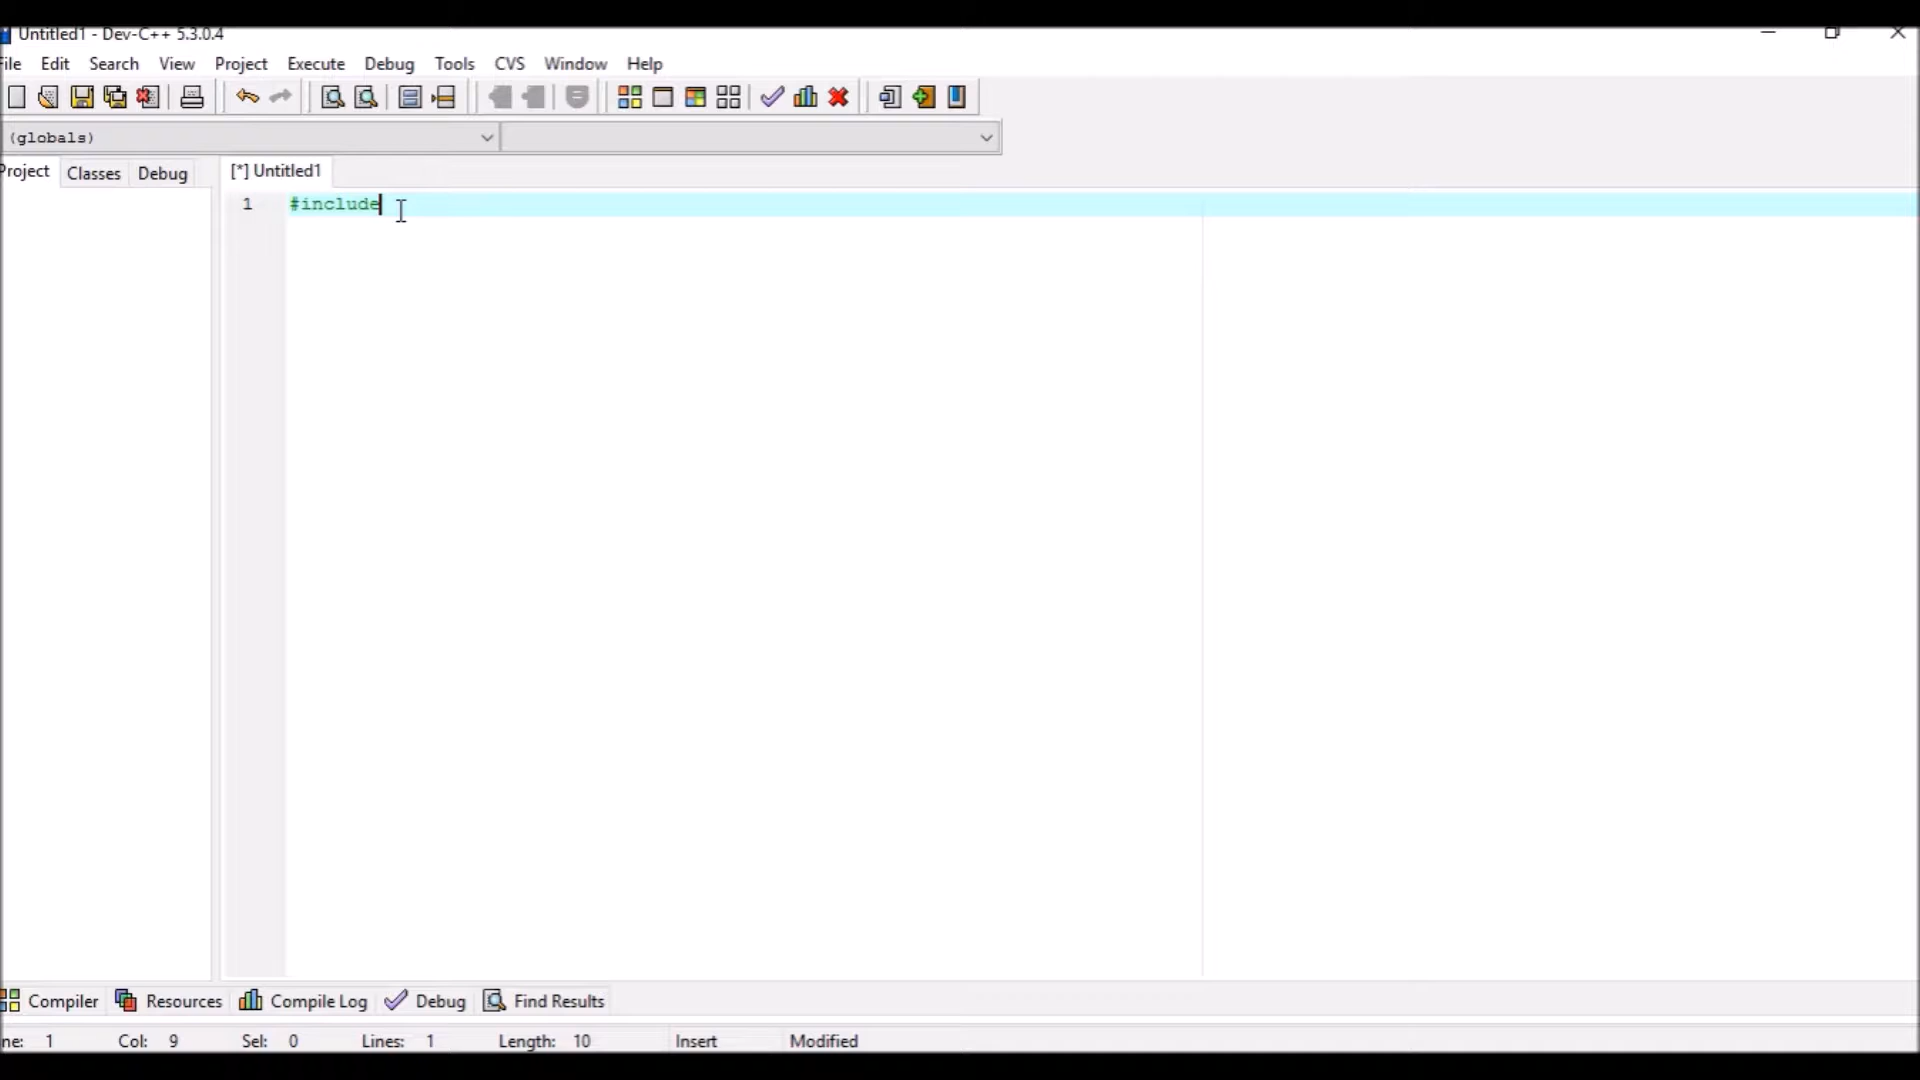 Untitled1 - Dev-C++ 5.3.0.4
File Edit Search View Project Execute Debug Tools CVS Window Help
(globals)
Project Classes Debug [*] Untitled1
1 #include
Compiler Resources Compile Log Debug Find Results
ne: 1 Col: 9 Sel: 0 Lines: 1 Length: 10 Insert Modified